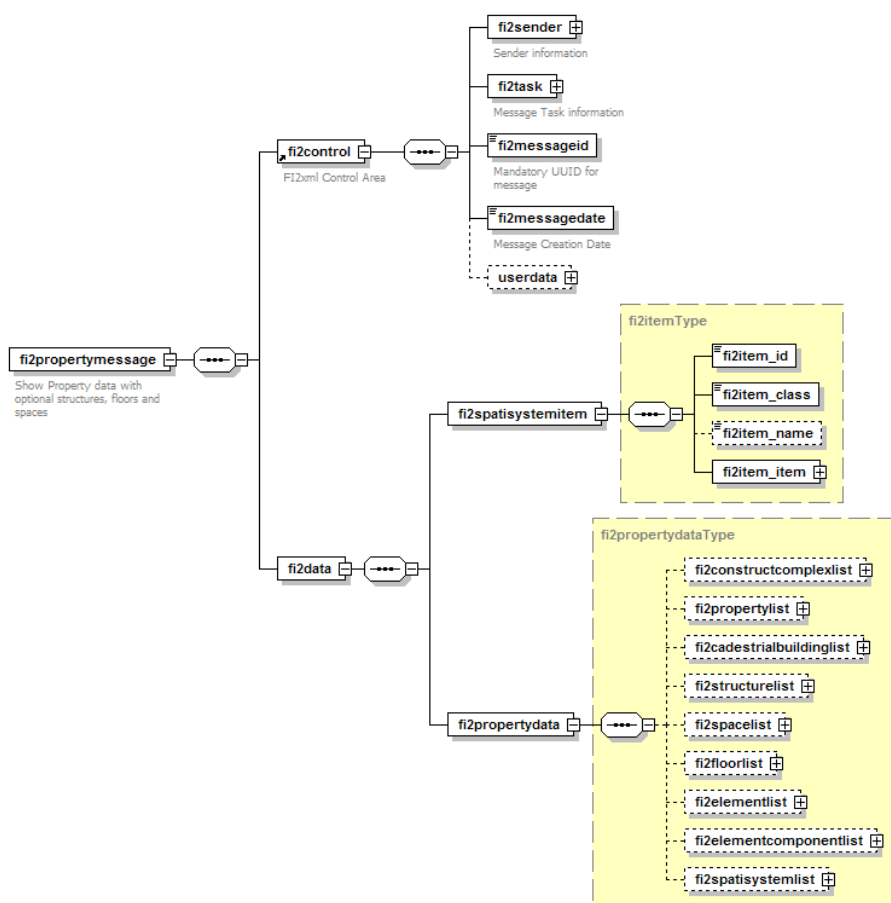 fi2sender
Sender information
fi2task
Message Task information
fi2messageid
Mandatory UUID for
message
fi2messagedate
Message Creation Date
userdata
fi2control
FI2xml Control Area
fi2propertymessage
Show Property data with
optional structures, floors and
spaces
fi2itemType
fi2item_id
fi2item_class
fi2item_name
fi2item_item
fi2spatisystemitem
fi2data
fi2propertydataType
fi2constructcomplexlist
fi2propertylist
fi2cadestrialbuildinglist
fi2structurelist
fi2spacelist
fi2floorlist
fi2elementlist
fi2elementcomponentlist
fi2spatisystemlist
fi2propertydata